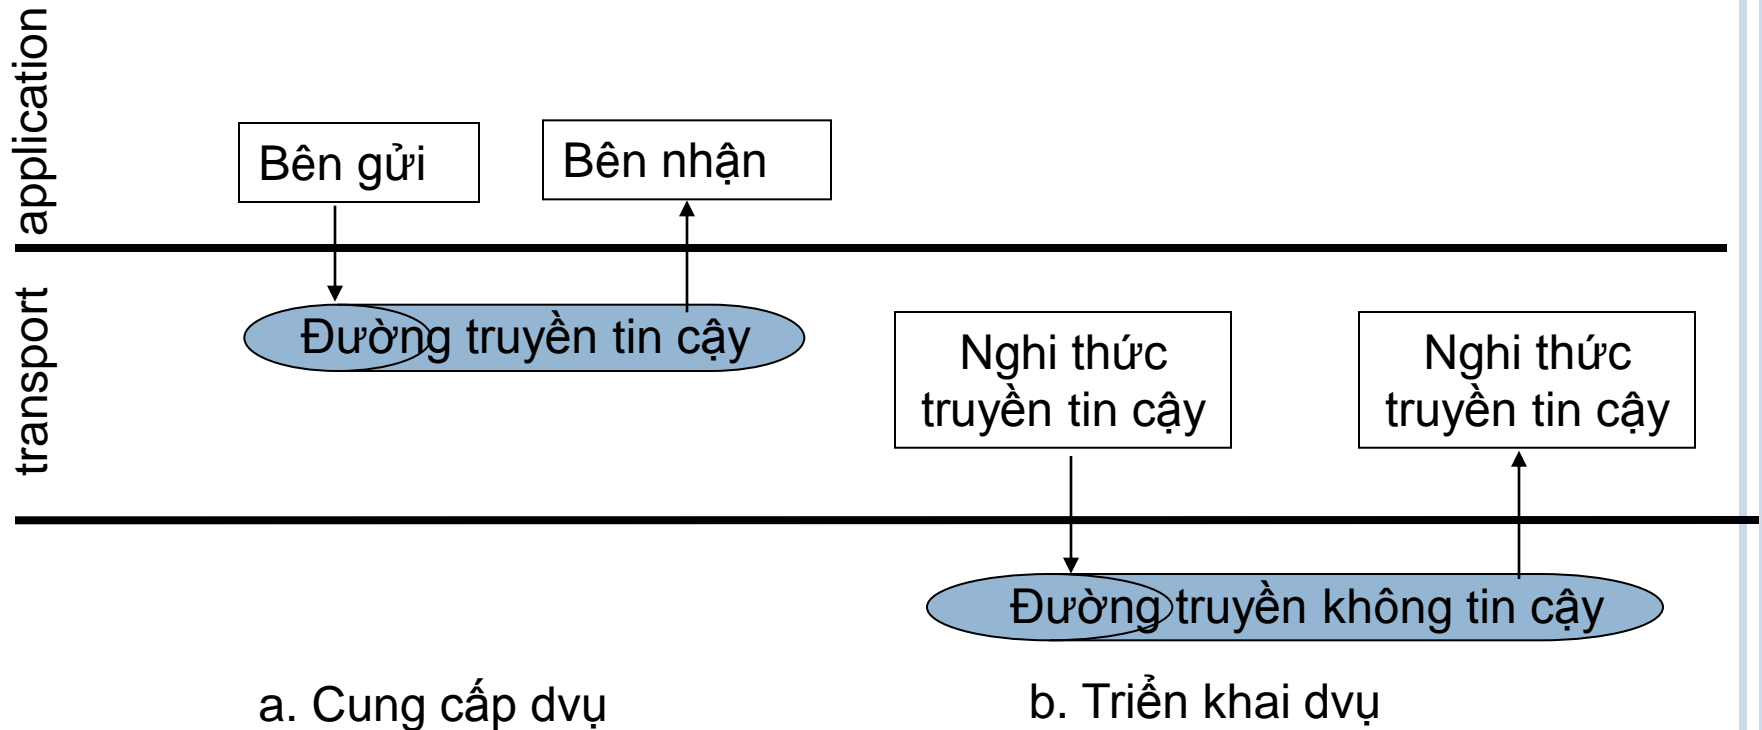 application
Bên gửi
Bên nhận
transport
Đường truyền tin cậy
Nghi thức
truyền tin cậy
Nghi thức
truyền tin cậy
Đường truyền không tin cậy
a. Cung cấp dvụ
b. Triển khai dvụ